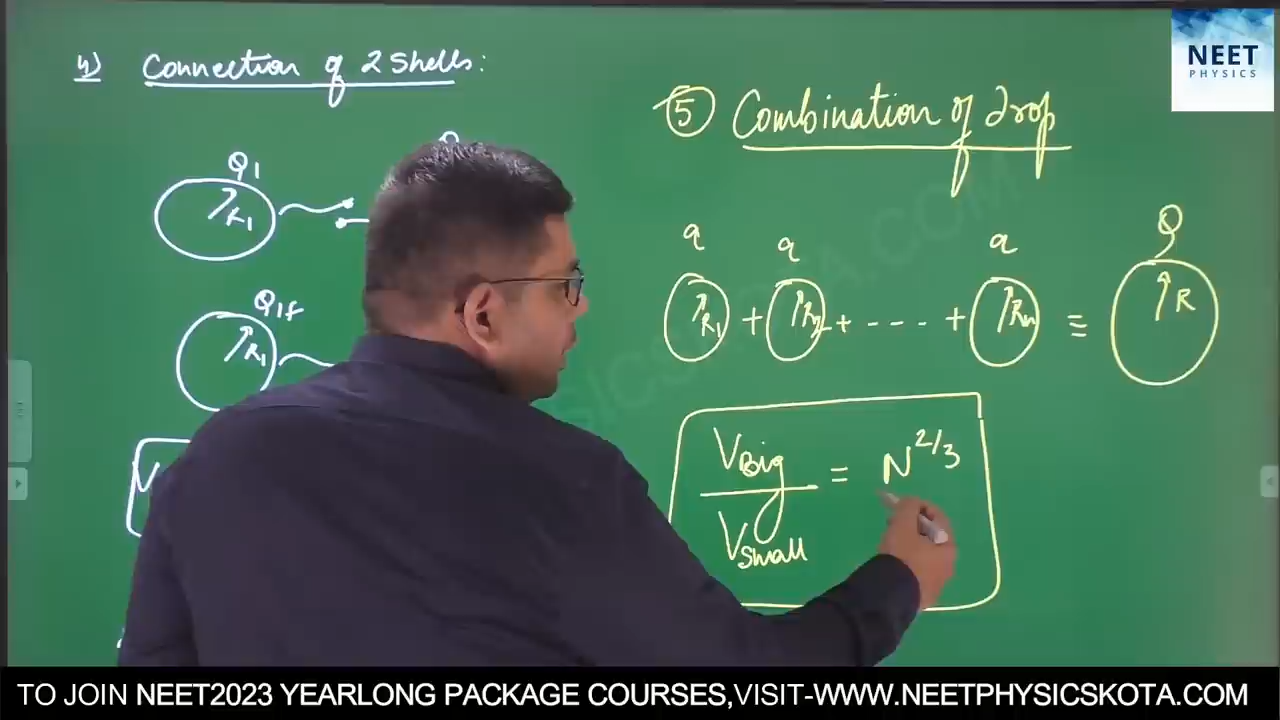 4) Connection of 2 Shells:
Q1
R1
Q1f
R1
V
⑤ Combination of drop
q q q Q
R1 + R2 + ---- + Rn ≡ R
VBig / Vsmall = N^2/3
NEET
PHYSICS
TO JOIN NEET2023 YEARLONG PACKAGE COURSES,VISIT-WWW.NEETPHYSICSKOTA.COM